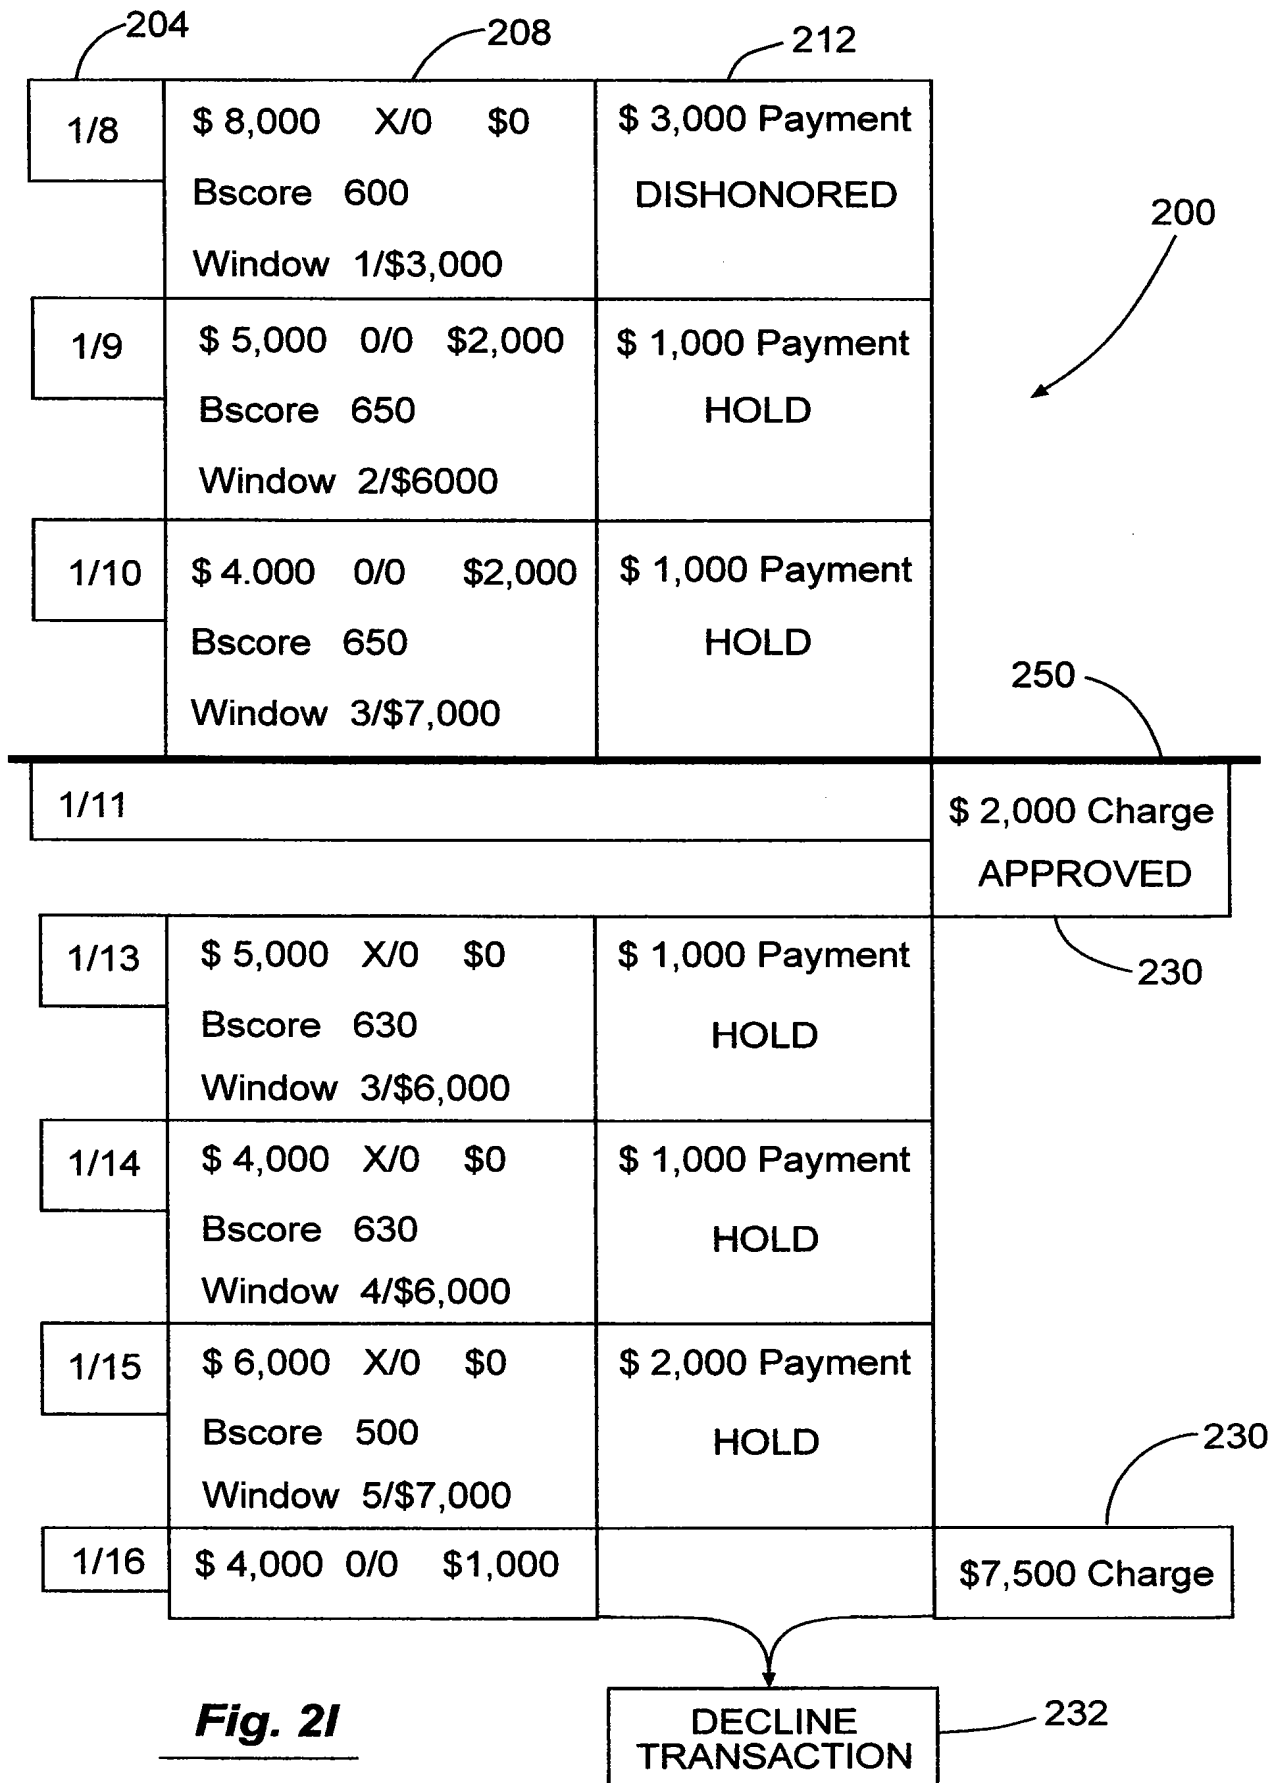 204
208
212
1/8
$ 8,000 X/0 $0
$ 3,000 Payment
Bscore 600
DISHONORED
Window 1/$3,000
200
1/9
$ 5,000 0/0 $2,000
$ 1,000 Payment
Bscore 650
HOLD
Window 2/$6000
1/10
$ 4.000 0/0 $2,000
$ 1,000 Payment
Bscore 650
HOLD
Window 3/$7,000
250
1/11
$ 2,000 Charge
APPROVED
230
1/13
$ 5,000 X/0 $0
$ 1,000 Payment
Bscore 630
HOLD
Window 3/$6,000
1/14
$ 4,000 X/0 $0
$ 1,000 Payment
Bscore 630
HOLD
Window 4/$6,000
1/15
$ 6,000 X/0 $0
$ 2,000 Payment
Bscore 500
HOLD
Window 5/$7,000
230
1/16
$ 4,000 0/0 $1,000
$7,500 Charge
DECLINE
TRANSACTION
232
Fig. 2I